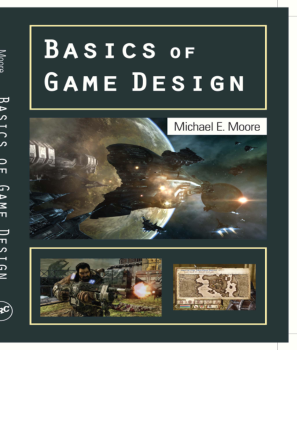 BASICS OF
GAME DESIGN
Michael E. Moore
Moore
BASICS OF GAME DESIGN